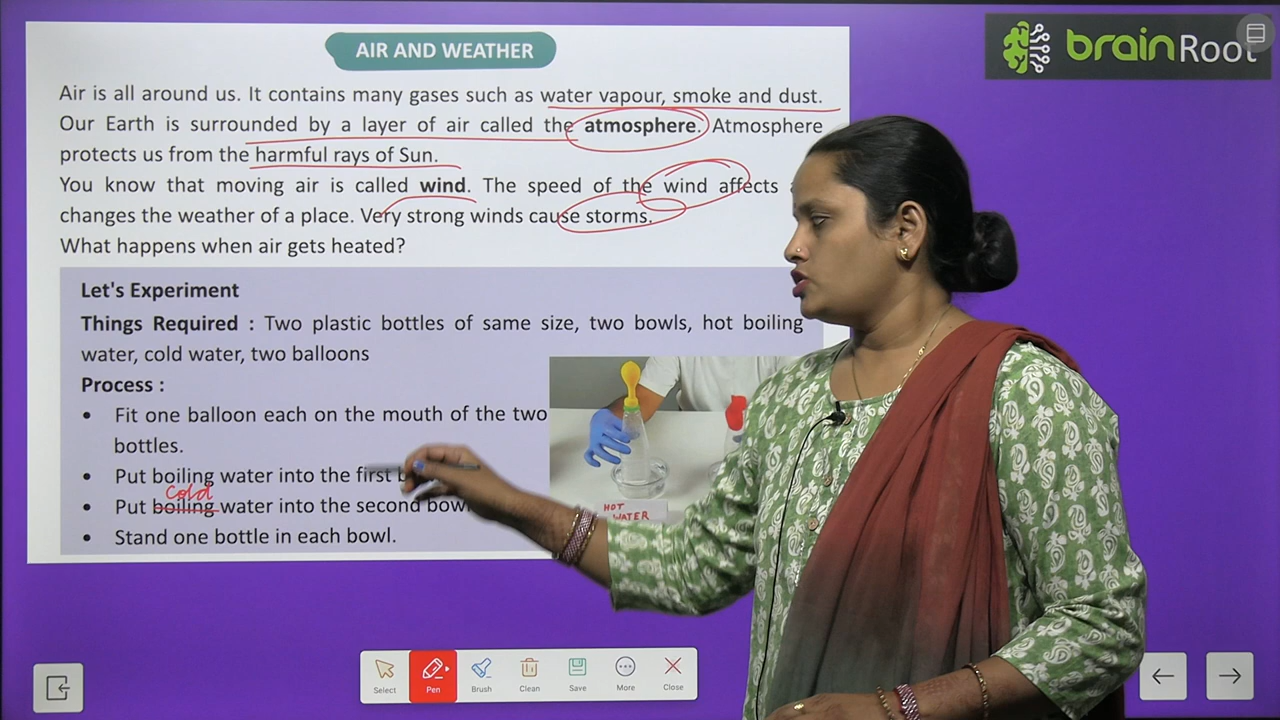 AIR AND WEATHER
brainRoot
Air is all around us. It contains many gases such as water vapour, smoke and dust.
Our Earth is surrounded by a layer of air called the atmosphere. Atmosphere
protects us from the harmful rays of Sun.
You know that moving air is called wind. The speed of the wind affects
changes the weather of a place. Very strong winds cause storms.
What happens when air gets heated?
Let's Experiment
Things Required : Two plastic bottles of same size, two bowls, hot boiling
water, cold water, two balloons
Process :
• Fit one balloon each on the mouth of the two
bottles.
• Put boiling water into the first
cold
• Put boiling water into the second bowl
• Stand one bottle in each bowl.
HOT
WATER
Select
Pen
Brush
Clean
Save
More
Close